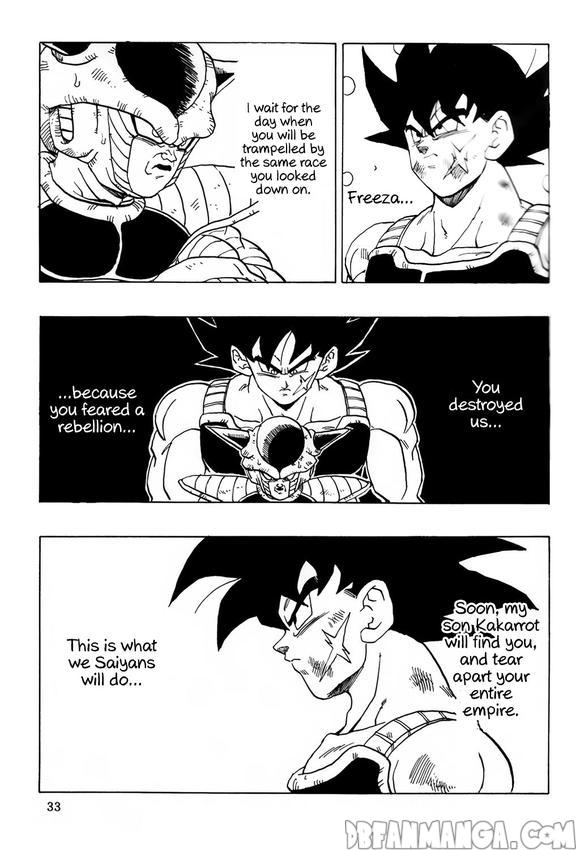 Freeza...
I wait for the
day when
you will be
trampelled by
the same race
you looked
down on.
You
destroyed
us...
...because
you feared a
rebellion...
Soon, my
son Kakarrot
will find you,
and tear
apart your
entire
empire.
This is what
we Saiyans
will do...
33
DBFANMANGA.COM